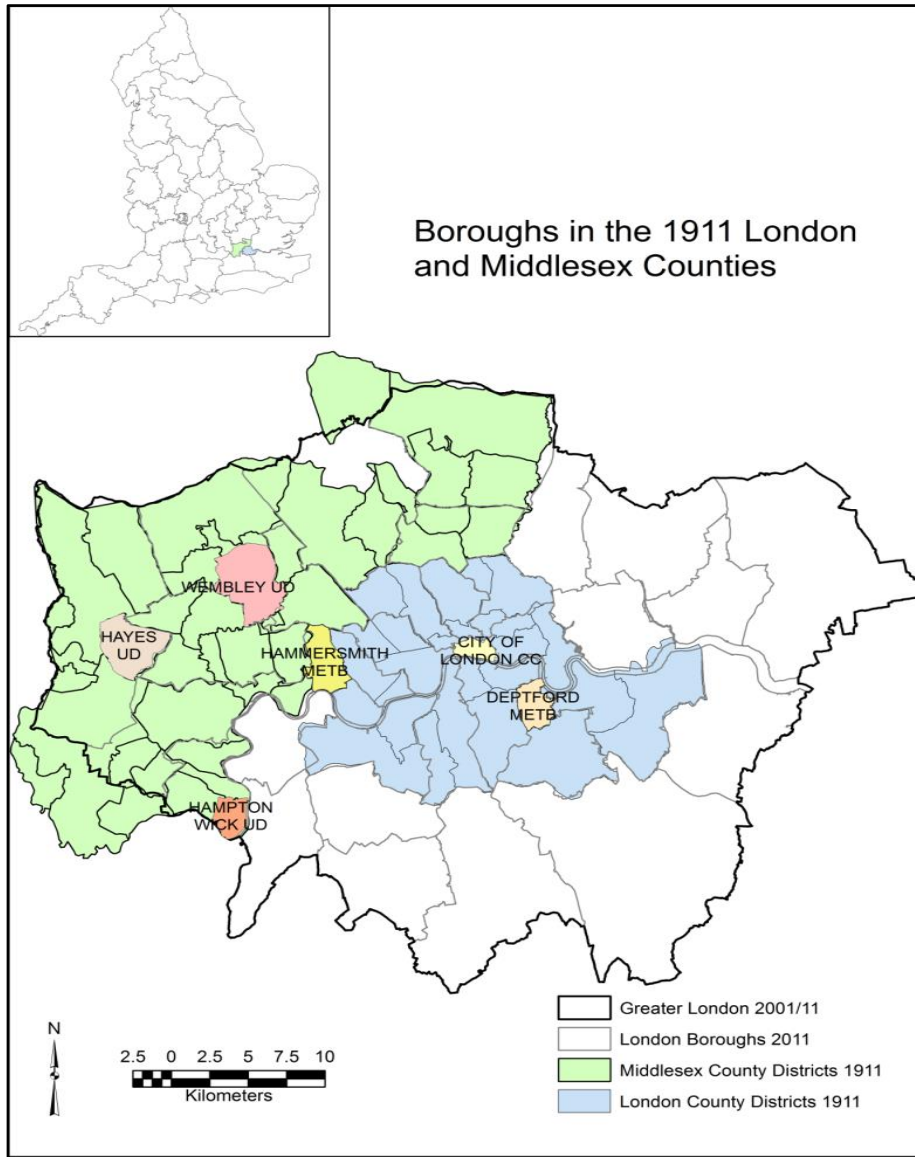 Boroughs in the 1911 London
and Middlesex Counties
WEMBLEY UD
HAYES
UD
HAMMERSMITH
METB
CITY OF
LONDON CC
DEPTFORD
METB
HAMPTON
WICK UD
N
2.5 0 2.5 5 7.5 10
Kilometers
Greater London 2001/11
London Boroughs 2011
Middlesex County Districts 1911
London County Districts 1911